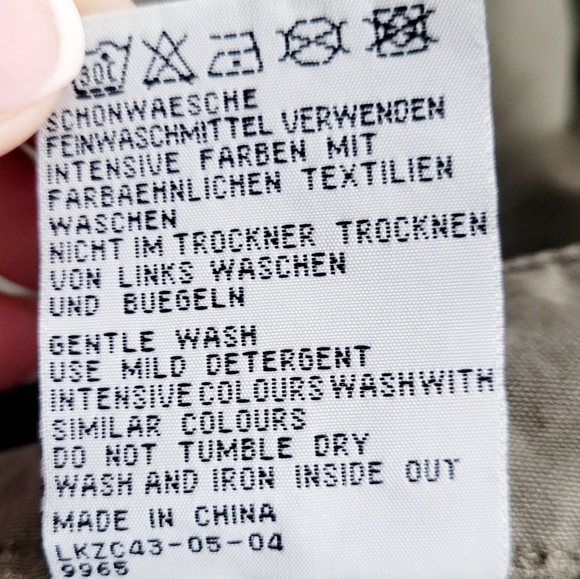 30C
SCHONWAESCHE
FEINWASCHMITTEL VERWENDEN
INTENSIVE FARBEN MIT
FARBAEHNLICHEN TEXTILIEN
WASCHEN
NICHT IM TROCKNER TROCKNEN
VON LINKS WASCHEN
UND BUEGELN
GENTLE WASH
USE MILD DETERGENT
INTENSIVE COLOURS WASH WITH
SIMILAR COLOURS
DO NOT TUMBLE DRY
WASH AND IRON INSIDE OUT
MADE IN CHINA
LKZC43-05-04
9965